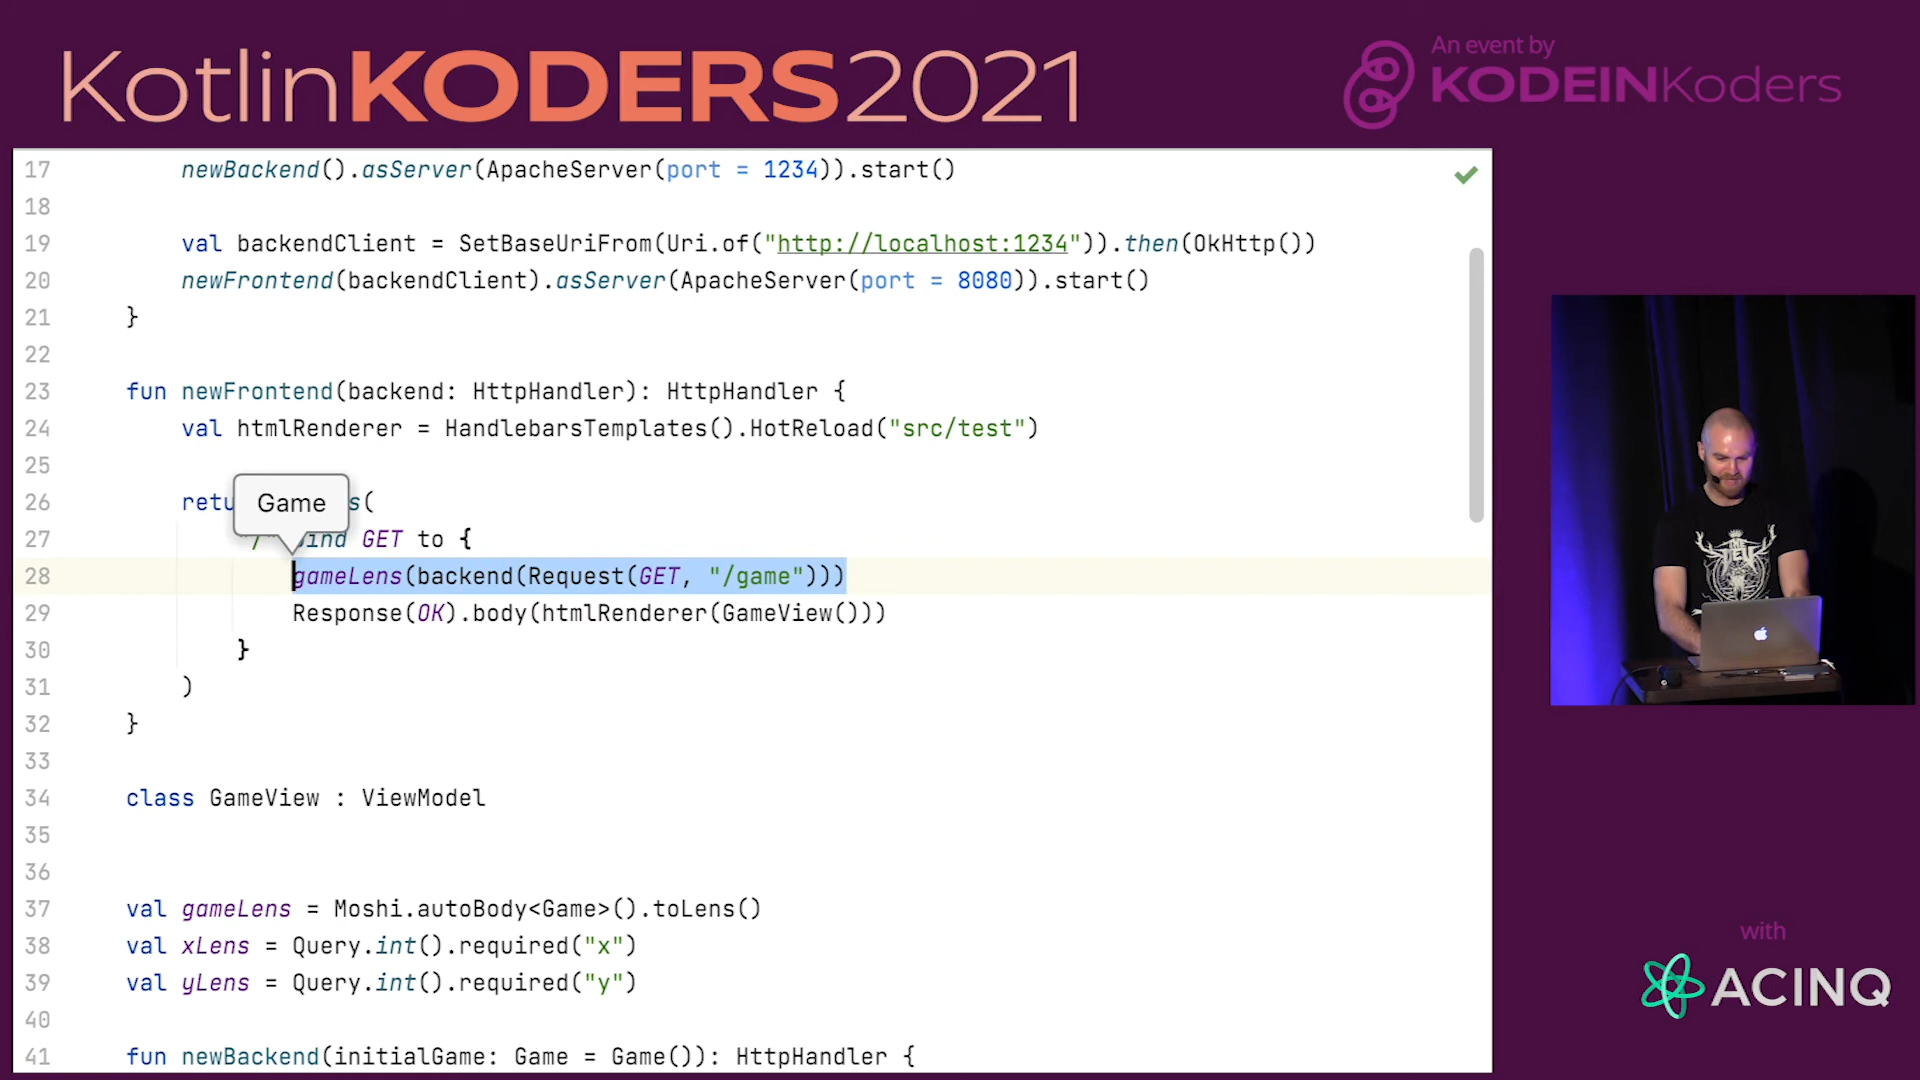 KotlinKODERS2021
An event by
KODEINKoders
17 newBackend().asServer(ApacheServer(port = 1234)).start()
18
19 val backendClient = SetBaseUriFrom(Uri.of("http://localhost:1234")).then(OkHttp())
20 newFrontend(backendClient).asServer(ApacheServer(port = 8080)).start()
21 }
22
23 fun newFrontend(backend: HttpHandler): HttpHandler {
24 val htmlRenderer = HandlebarsTemplates().HotReload("src/test")
25
Game
26 retu s(
27 "/" bind GET to {
28 gameLens(backend(Request(GET, "/game")))
29 Response(OK).body(htmlRenderer(GameView()))
30 }
31 )
32 }
33
34 class GameView : ViewModel
35
36
37 val gameLens = Moshi.autoBody<Game>().toLens()
38 val xLens = Query.int().required("x")
39 val yLens = Query.int().required("y")
40
41 fun newBackend(initialGame: Game = Game()): HttpHandler {
with
ACINQ